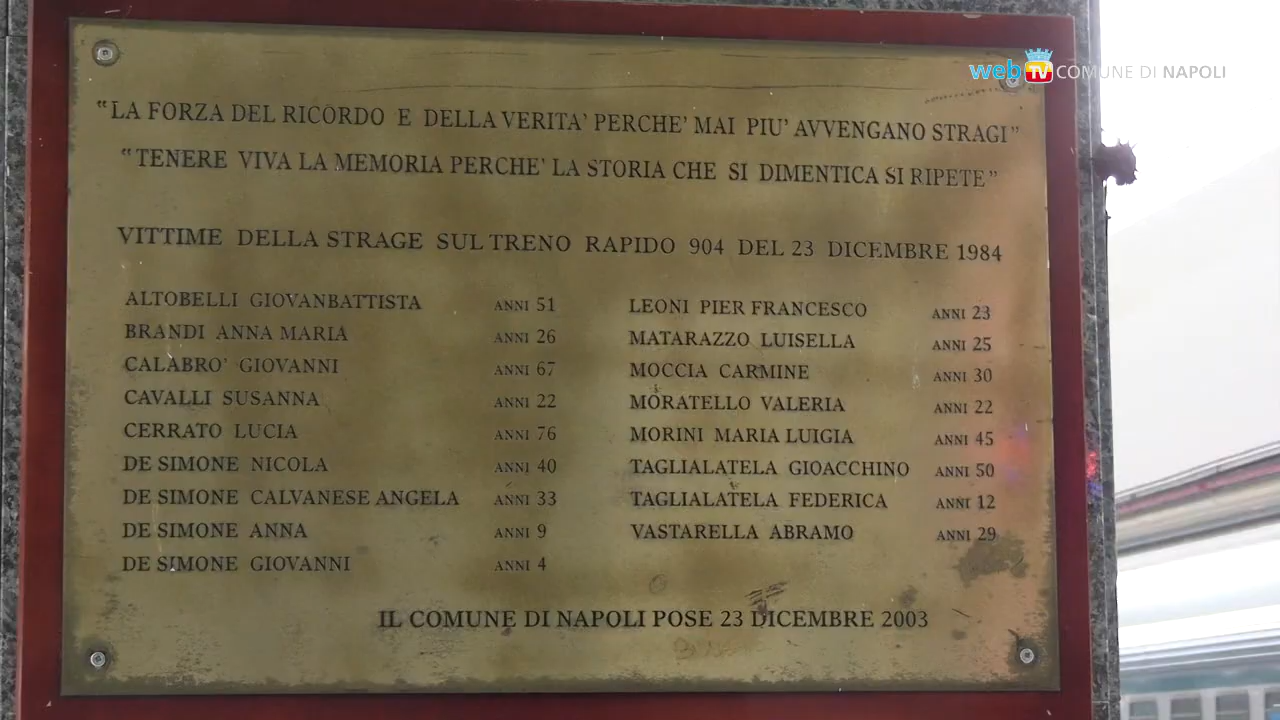 web TV COMUNE DI NAPOLI
“LA FORZA DEL RICORDO E DELLA VERITA’ PERCHE’ MAI PIU’ AVVENGANO STRAGI”
“TENERE VIVA LA MEMORIA PERCHE’ LA STORIA CHE SI DIMENTICA SI RIPETE”
VITTIME DELLA STRAGE SUL TRENO RAPIDO 904 DEL 23 DICEMBRE 1984
ALTOBELLI GIOVANBATTISTA ANNI 51
BRANDI ANNA MARIA ANNI 26
CALABRO’ GIOVANNI ANNI 67
CAVALLI SUSANNA ANNI 22
CERRATO LUCIA ANNI 76
DE SIMONE NICOLA ANNI 40
DE SIMONE CALVANESE ANGELA ANNI 33
DE SIMONE ANNA ANNI 9
DE SIMONE GIOVANNI ANNI 4
LEONI PIER FRANCESCO ANNI 23
MATARAZZO LUISELLA ANNI 25
MOCCIA CARMINE ANNI 30
MORATELLO VALERIA ANNI 22
MORINI MARIA LUIGIA ANNI 45
TAGLIALATELA GIOACCHINO ANNI 50
TAGLIALATELA FEDERICA ANNI 12
VASTARELLA ABRAMO ANNI 29
IL COMUNE DI NAPOLI POSE 23 DICEMBRE 2003